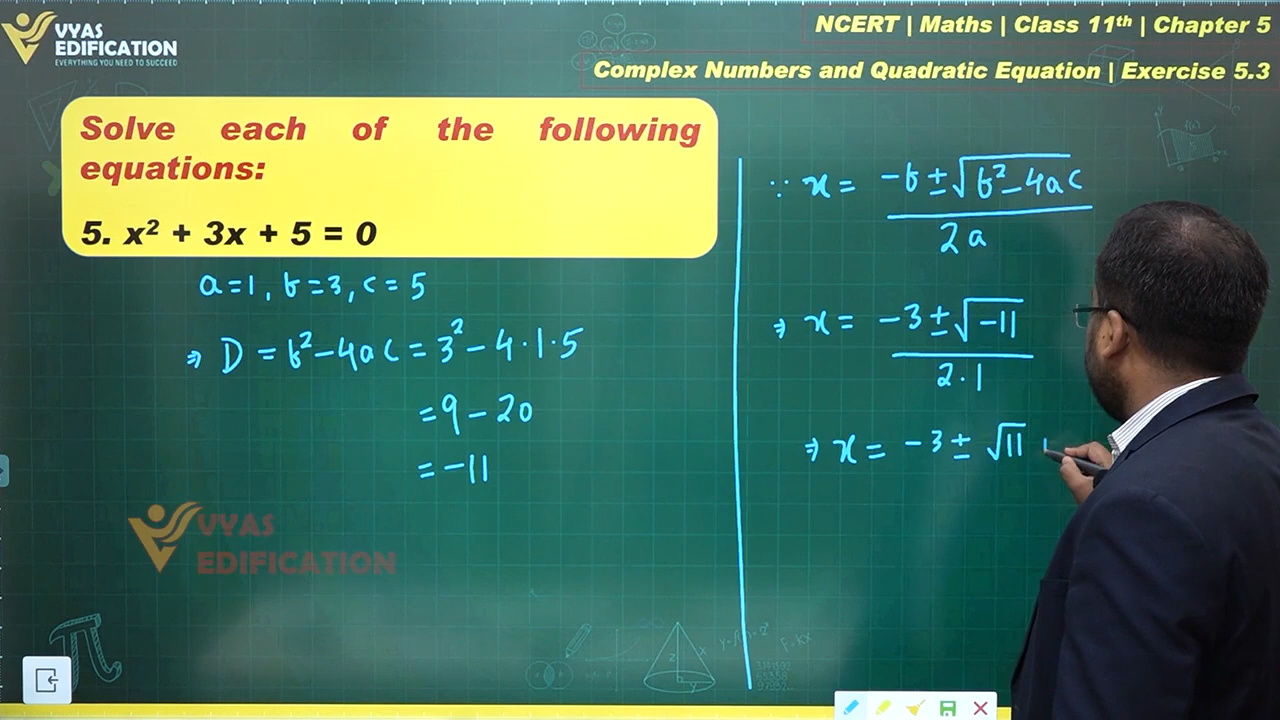 VYAS
EDIFICATION
EVERYTHING YOU NEED TO SUCCEED
NCERT | Maths | Class 11th | Chapter 5
Complex Numbers and Quadratic Equation | Exercise 5.3
Solve each of the following
equations:
5. x² + 3x + 5 = 0
a = 1, b = 3, c = 5
⇒ D = b² - 4ac = 3² - 4·1·5
= 9 - 20
= -11
∵ x = (-b ± √(b² - 4ac)) / 2a
⇒ x = (-3 ± √-11) / 2·1
⇒ x = -3 ± √11
VYAS
EDIFICATION